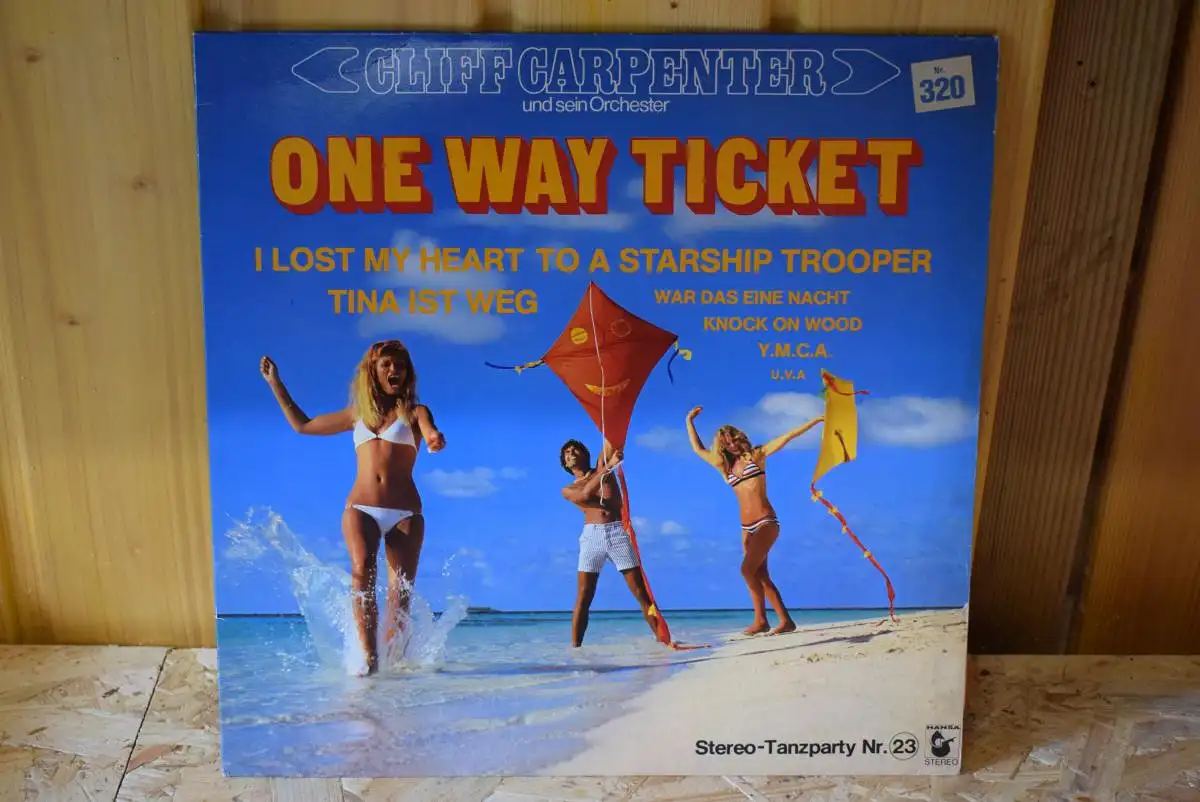 CLIFF CARPENTER
und sein Orchester
Nr.
320
ONE WAY TICKET
I LOST MY HEART TO A STARSHIP TROOPER
TINA IST WEG
WAR DAS EINE NACHT
KNOCK ON WOOD
Y.M.C.A.
U.V.A
Stereo-Tanzparty Nr. 23
HANSA
STEREO